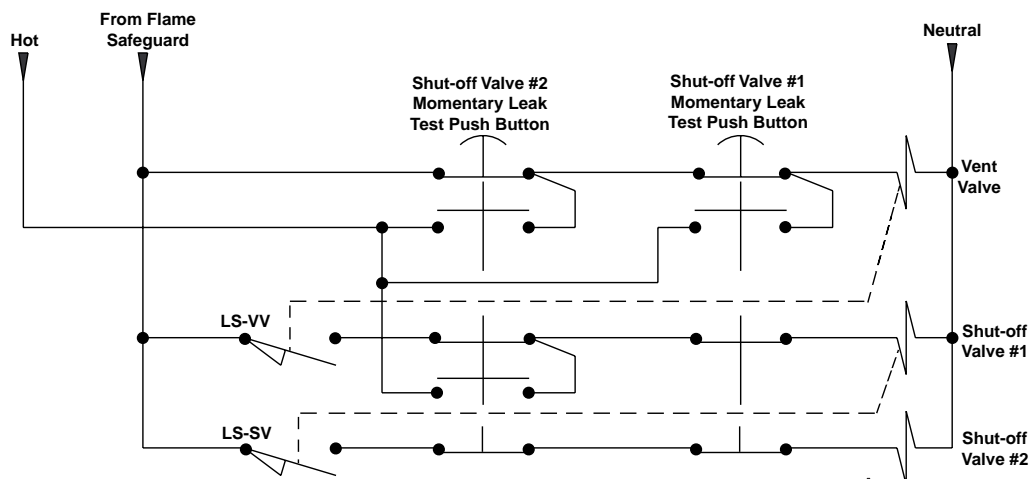 Hot
From Flame
Safeguard
Neutral
Shut-off Valve #2
Momentary Leak
Test Push Button
Shut-off Valve #1
Momentary Leak
Test Push Button
Vent
Valve
LS-VV
Shut-off
Valve #1
LS-SV
Shut-off
Valve #2